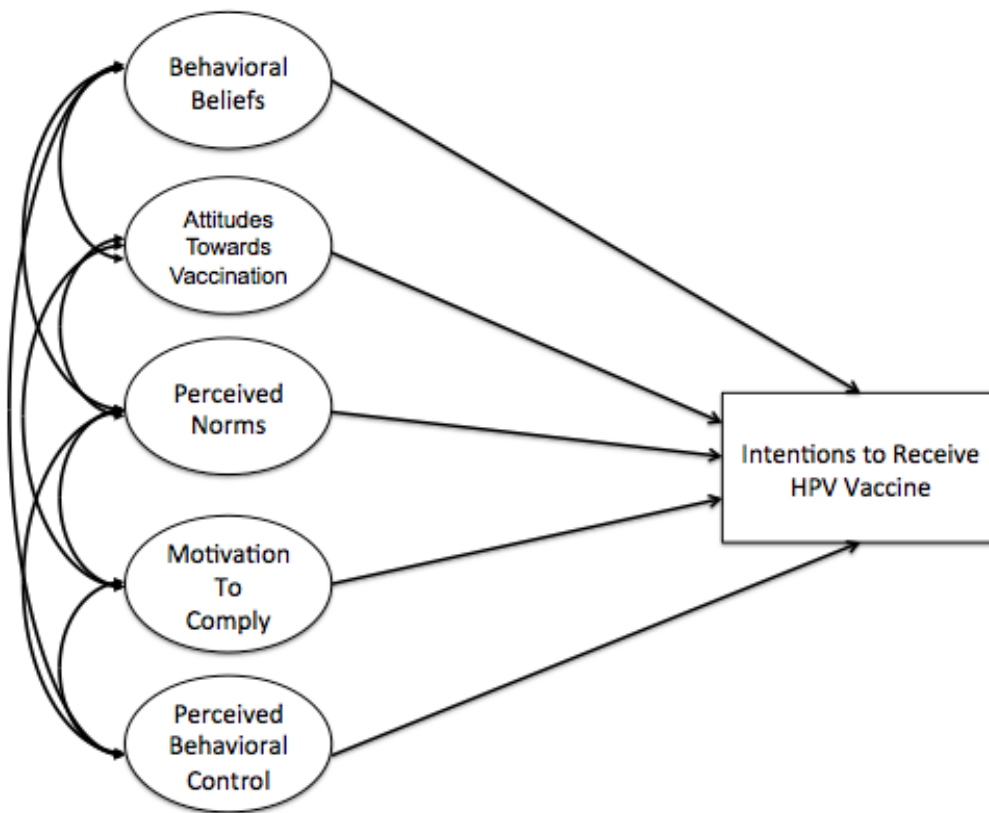 Behavioral
Beliefs
Attitudes
Towards
Vaccination
Perceived
Norms
Intentions to Receive
HPV Vaccine
Motivation
To
Comply
Perceived
Behavioral
Control